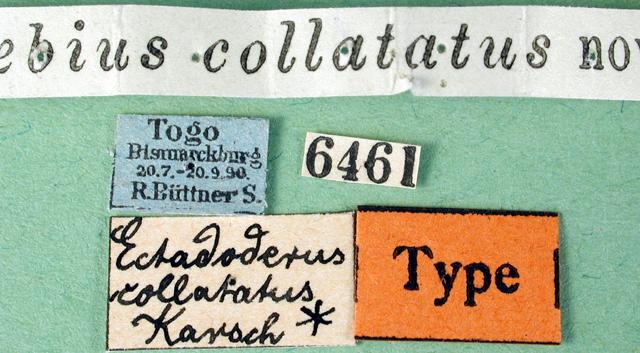 ebius collatatus nov
Togo
Bismarckburg
20.7.-20.9.90.
R. Büttner S.
6461
Ectadoderus
collatatus
Karsch *
Type